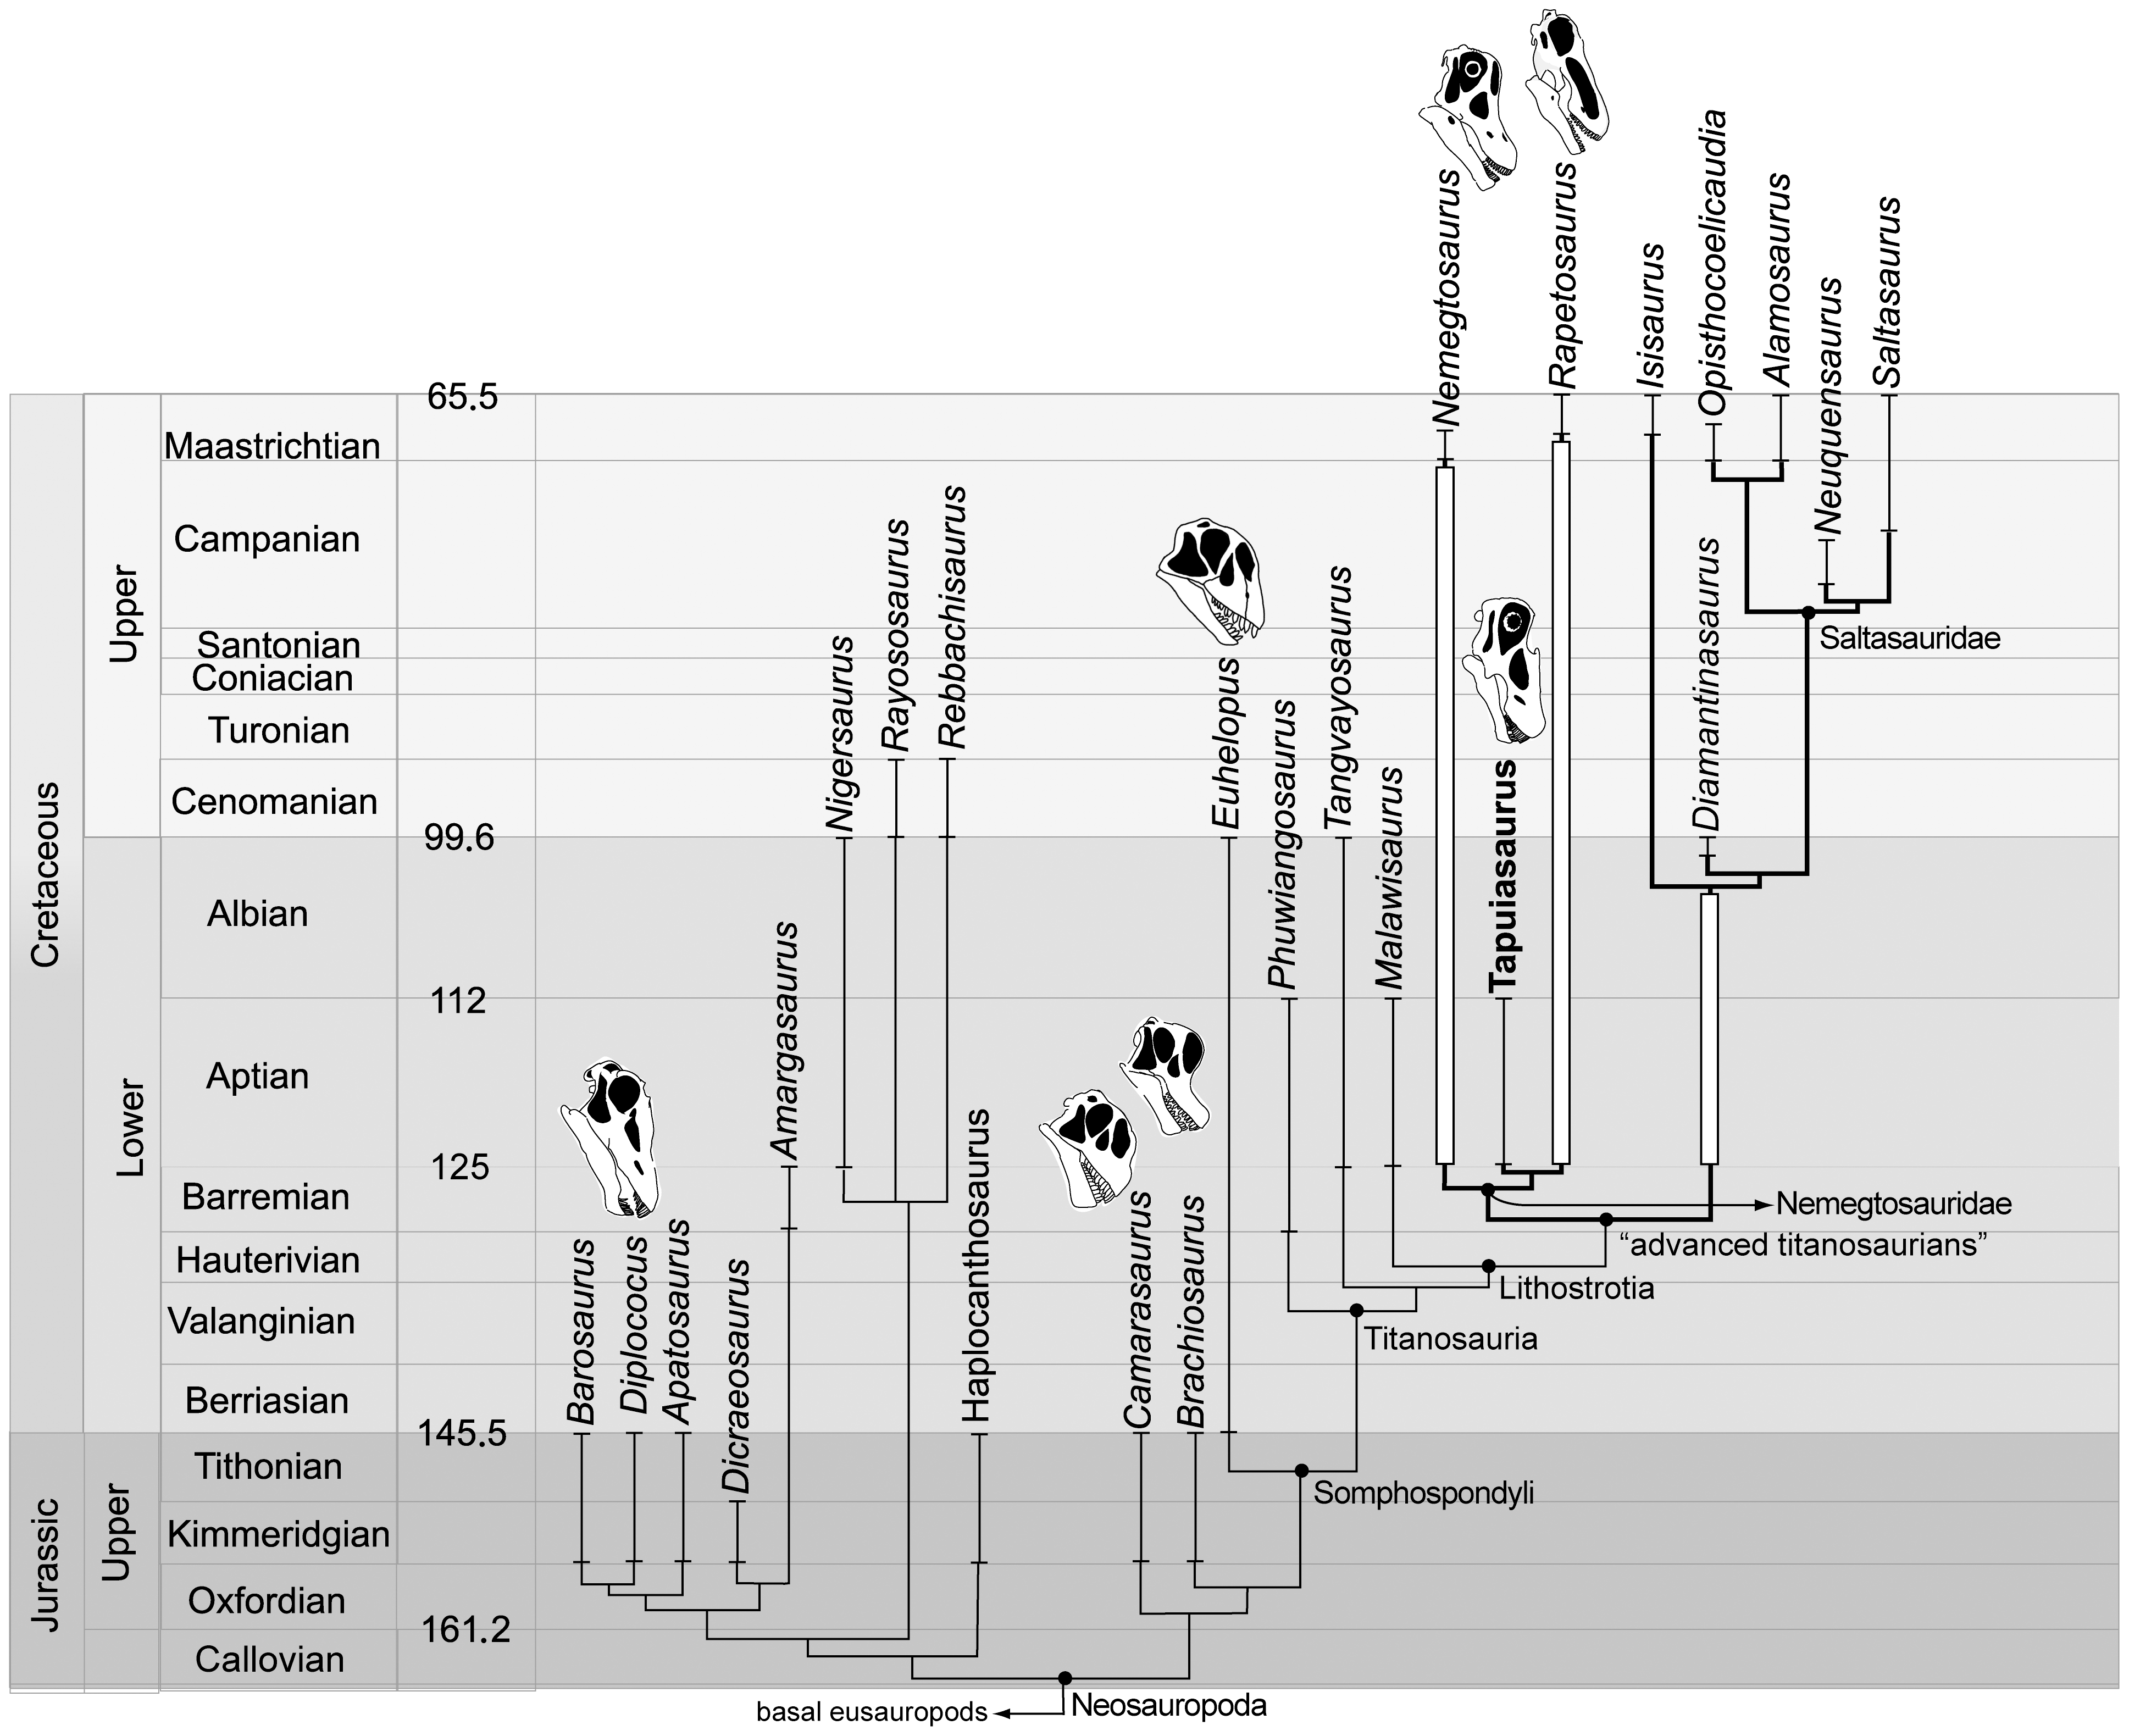 Nemegtosaurus
Rapetosaurus
Isisaurus
Opisthocoelicaudia
Alamosaurus
Neuquensaurus
Saltasaurus
65.5
Maastrichtian
Campanian
Santonian
Coniacian
Turonian
Cenomanian
Upper
Cretaceous
99.6
Albian
112
Aptian
125
Lower
Barremian
Hauterivian
Valanginian
Berriasian
145.5
Tithonian
Kimmeridgian
Oxfordian
161.2
Callovian
Upper
Jurassic
Barosaurus
Diplococus
Apatosaurus
Dicraeosaurus
Amargasaurus
Nigersaurus
Rayososaurus
Rebbachisaurus
Haplocanthosaurus
Camarasaurus
Brachiosaurus
Euhelopus
Phuwiangosaurus
Tangvayosaurus
Malawisaurus
Tapuiasaurus
Diamantinasaurus
Saltasauridae
Nemegtosauridae
“advanced titanosaurians”
Lithostrotia
Titanosauria
Somphospondyli
Neosauropoda
basal eusauropods